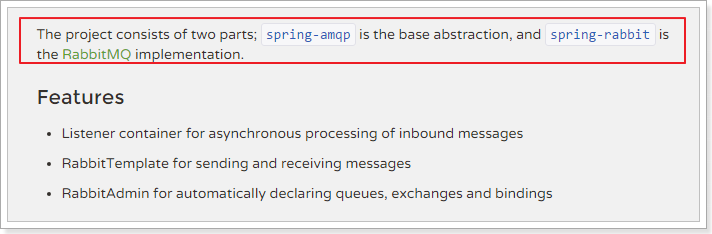 The project consists of two parts; spring-amqp is the base abstraction, and spring-rabbit is
the RabbitMQ implementation.
Features
Listener container for asynchronous processing of inbound messages
RabbitTemplate for sending and receiving messages
RabbitAdmin for automatically declaring queues, exchanges and bindings